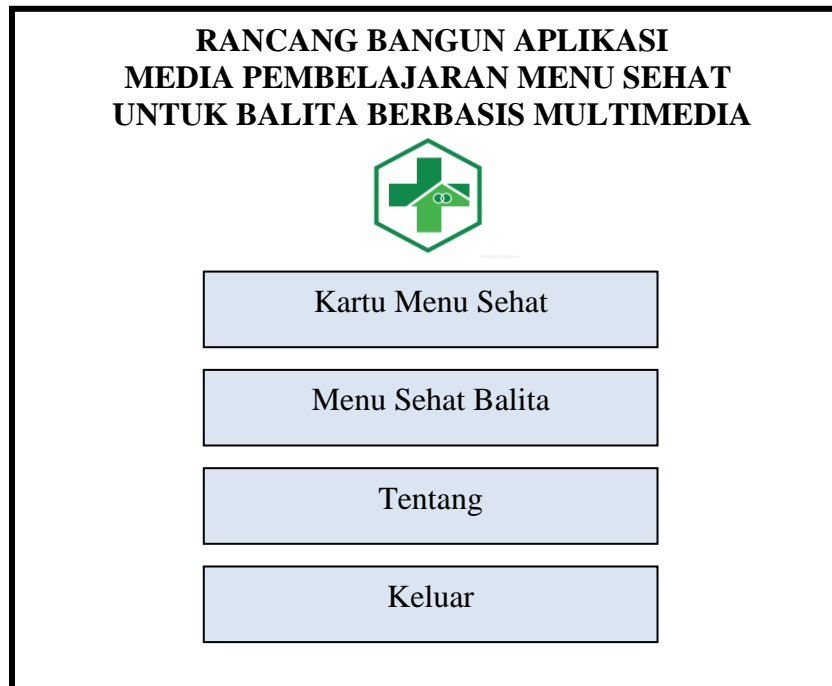 RANCANG BANGUN APLIKASI
MEDIA PEMBELAJARAN MENU SEHAT
UNTUK BALITA BERBASIS MULTIMEDIA
Kartu Menu Sehat
Menu Sehat Balita
Tentang
Keluar